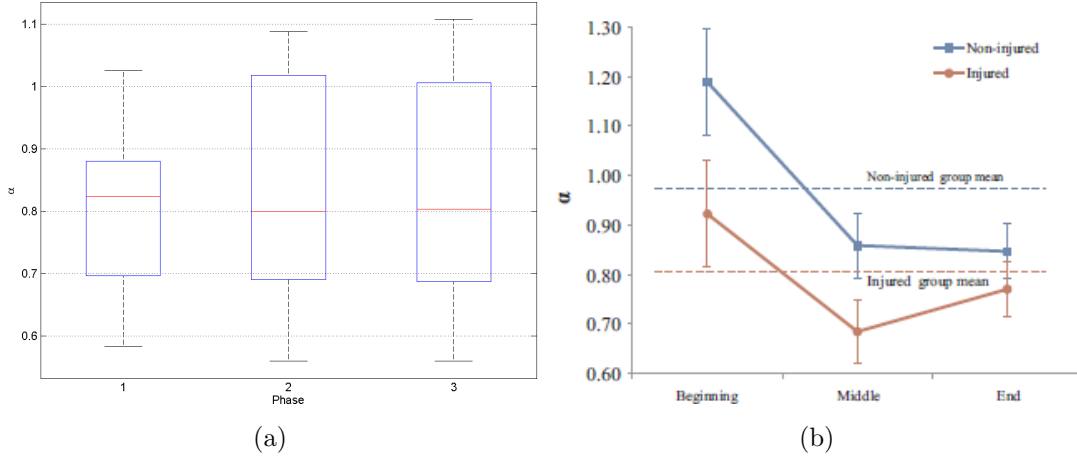 1.1
1
0.9
0.8
0.7
0.6
α
1
2
3
Phase
(a)
1.30
1.20
1.10
1.00
0.90
0.80
0.70
0.60
α
Non-injured
Injured
Non-injured group mean
Injured group mean
Beginning
Middle
End
(b)